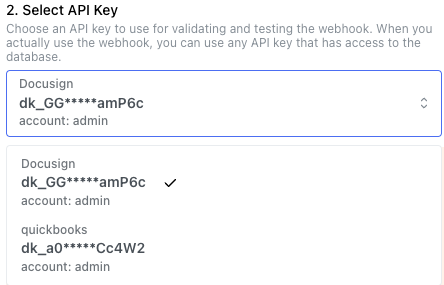 2. Select API Key
Choose an API key to use for validating and testing the webhook. When you
actually use the webhook, you can use any API key that has access to the
database.
Docusign
dk_GG*****amP6c
account: admin
Docusign
dk_GG*****amP6c
account: admin
quickbooks
dk_a0*****Cc4W2
account: admin